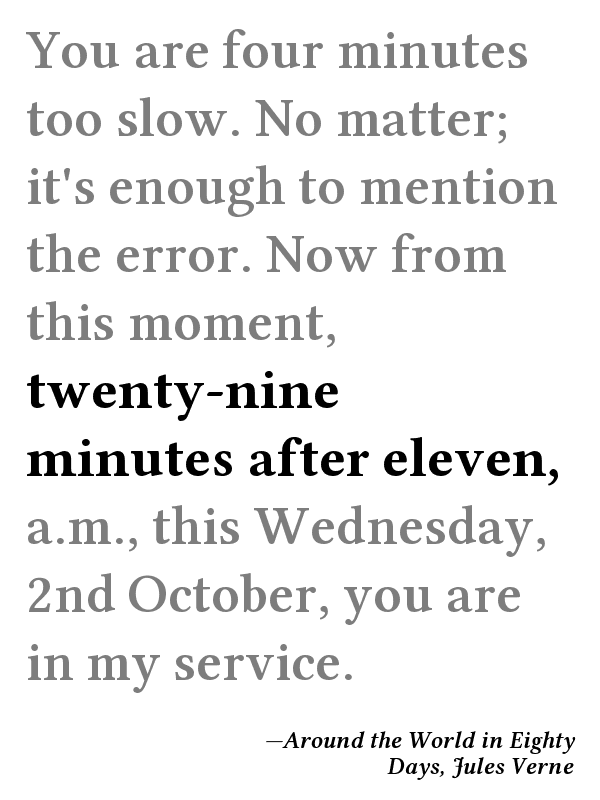 You are four minutes
too slow. No matter;
it's enough to mention
the error. Now from
this moment,
twenty-nine
minutes after eleven,
a.m., this Wednesday,
2nd October, you are
in my service.
—Around the World in Eighty
Days, Jules Verne